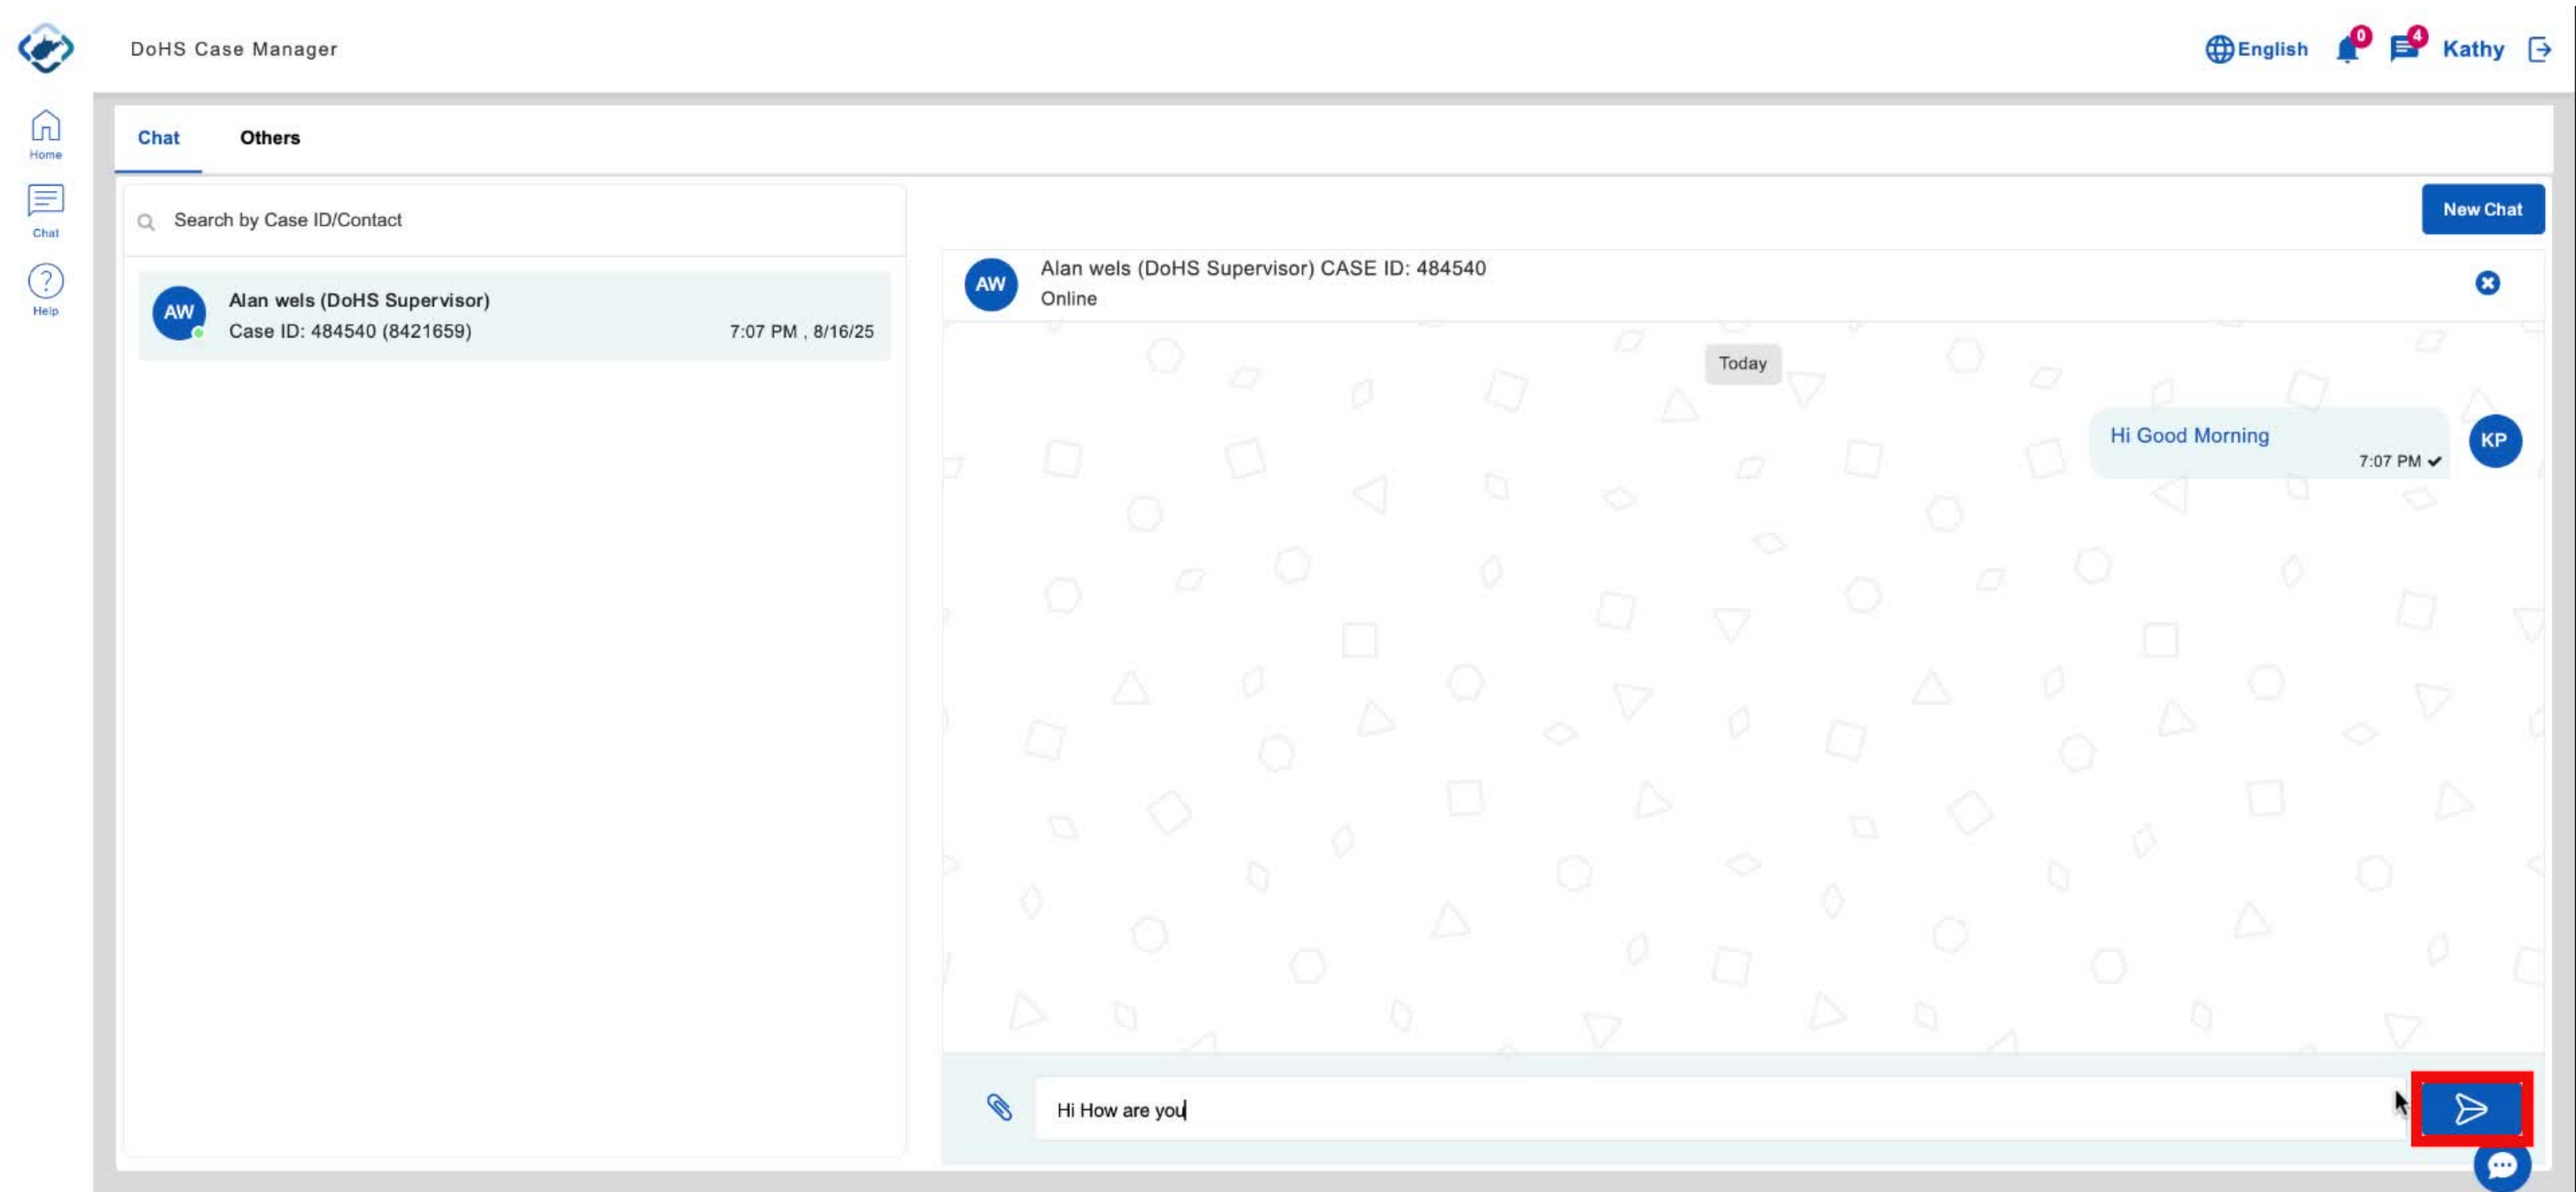 DoHS Case Manager
English
0
4
Kathy
Home
Chat
Help
Chat
Others
Search by Case ID/Contact
New Chat
AW
Alan wels (DoHS Supervisor)
Case ID: 484540 (8421659)
7:07 PM , 8/16/25
AW
Alan wels (DoHS Supervisor) CASE ID: 484540
Online
Today
Hi Good Morning
7:07 PM
KP
Hi How are you